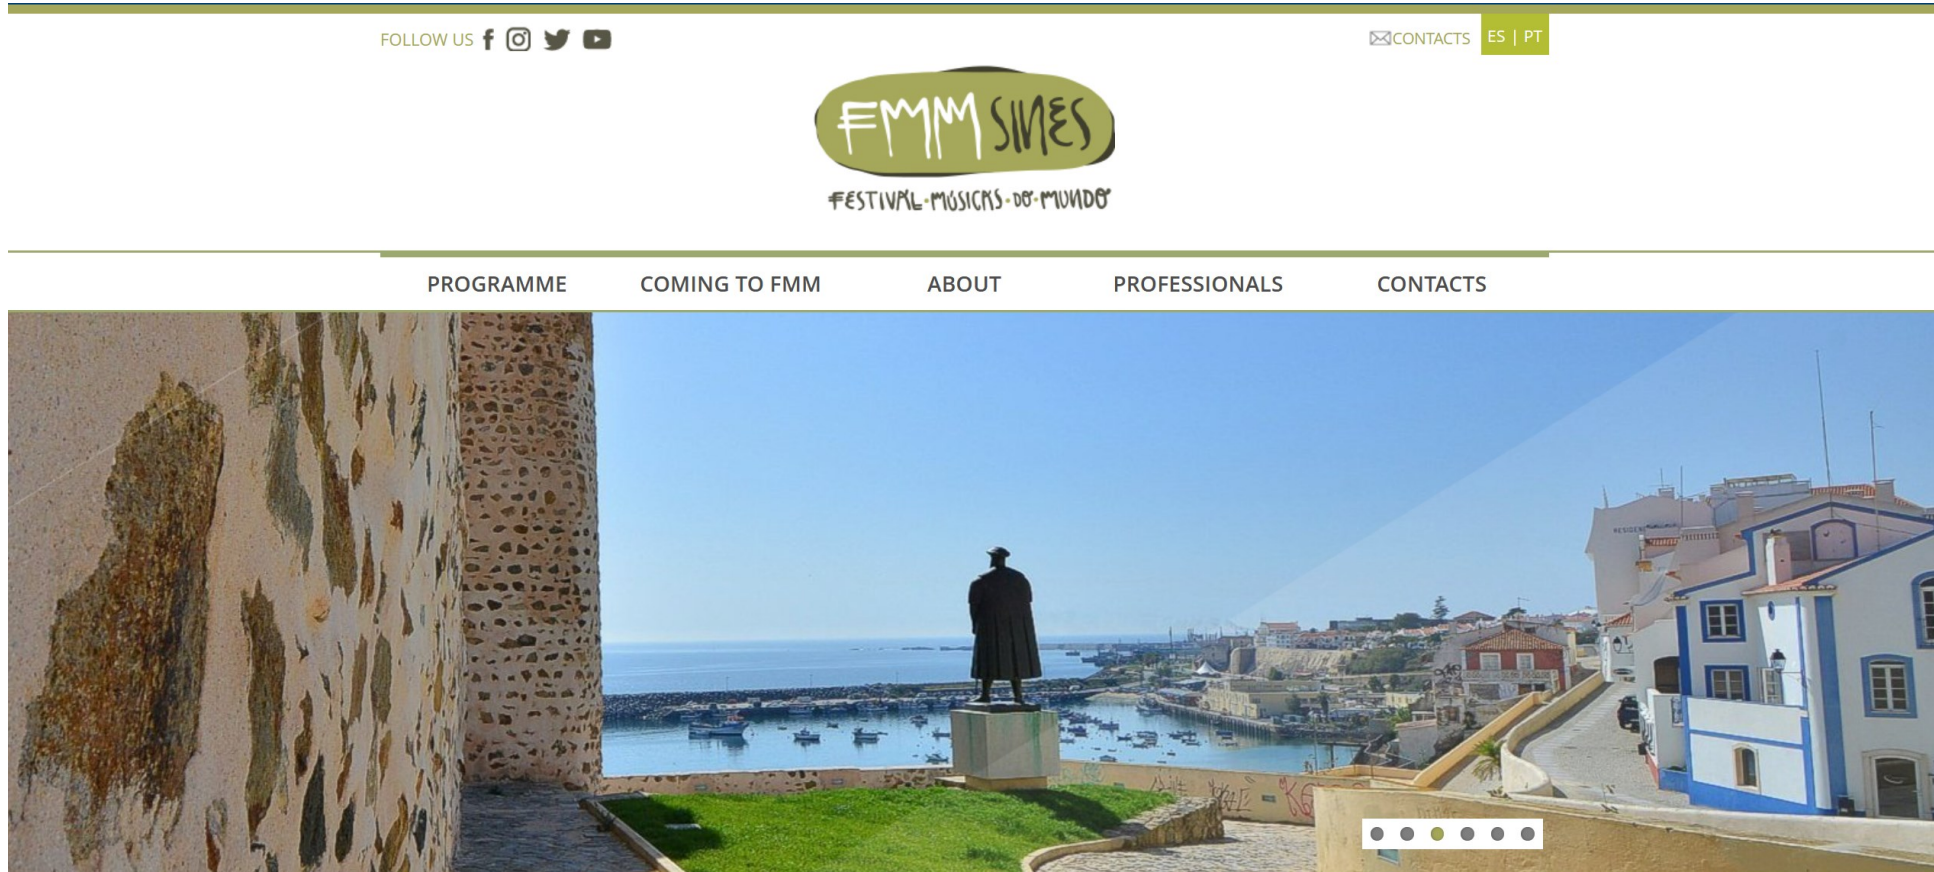 FOLLOW US
CONTACTS
ES | PT
FMM SINES
FESTIVAL·MÚSICAS·DO·MUNDO
PROGRAMME
COMING TO FMM
ABOUT
PROFESSIONALS
CONTACTS